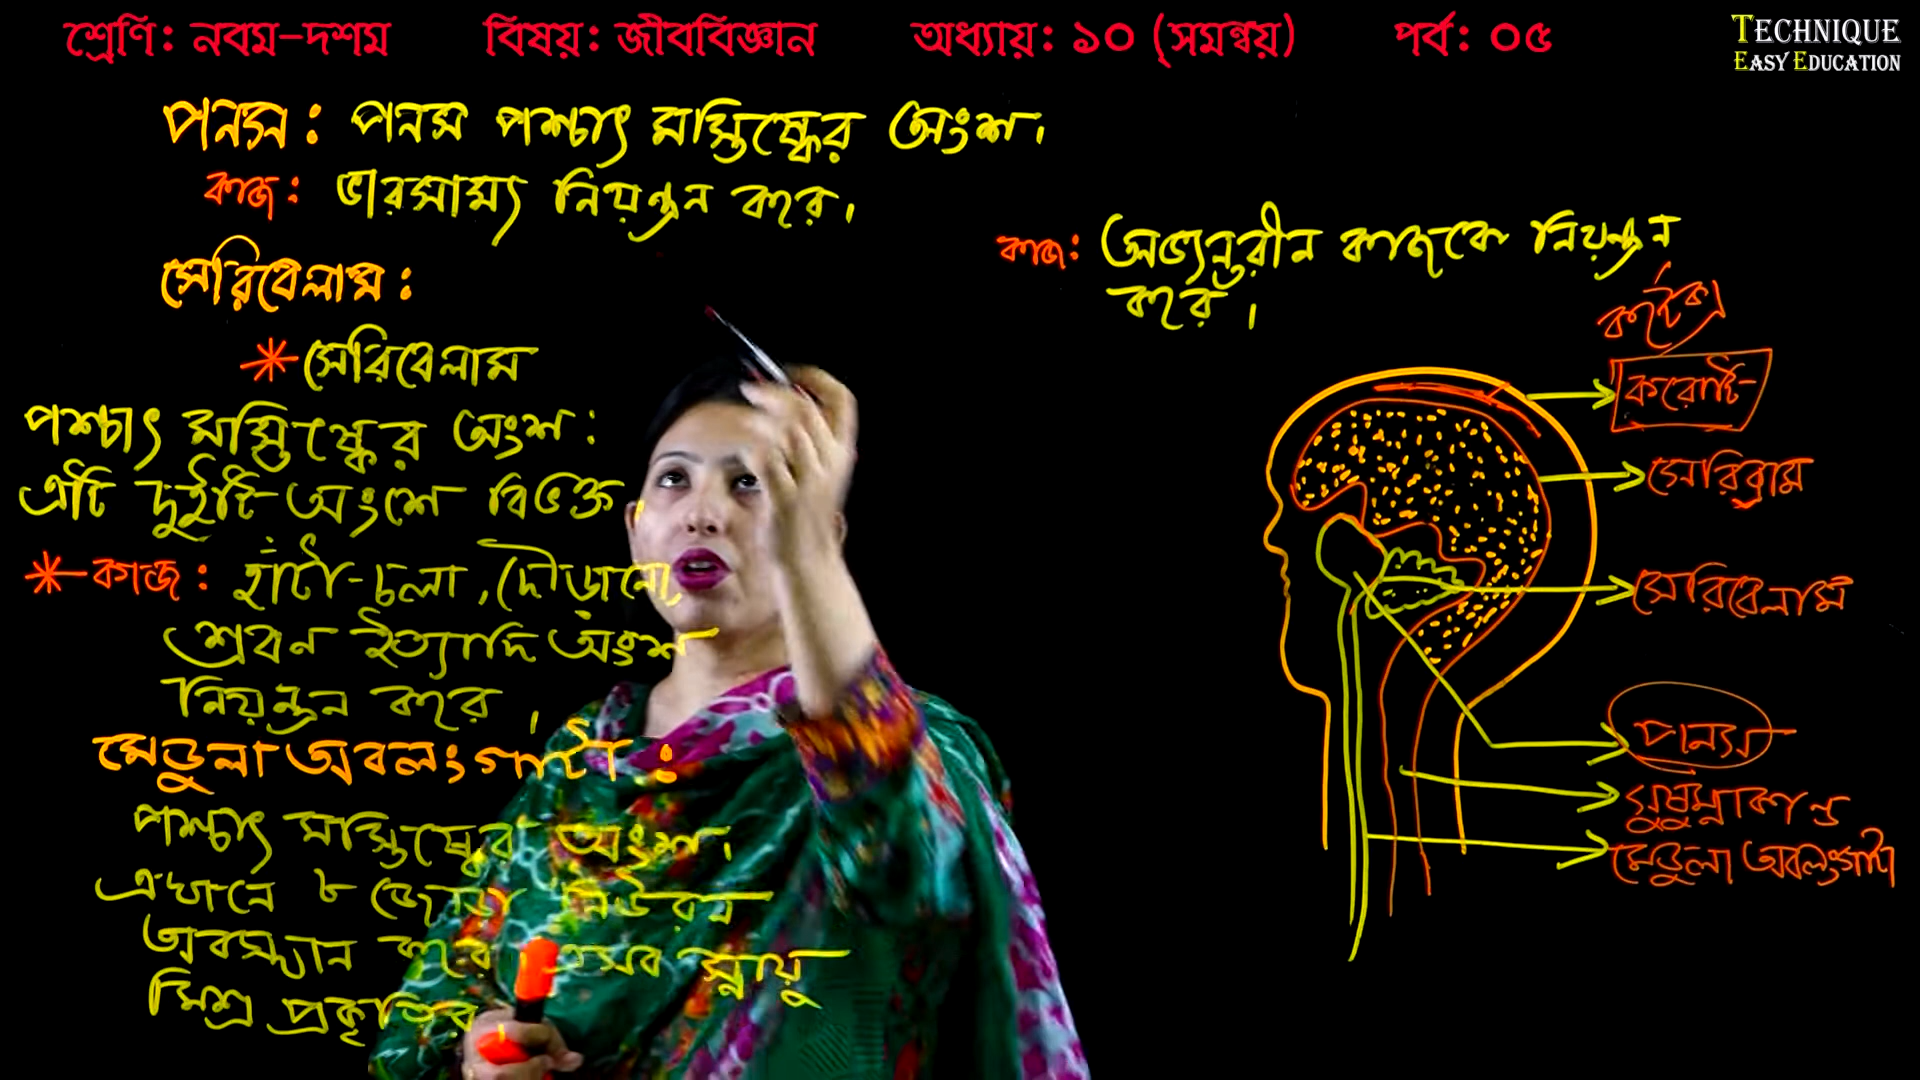 শ্রেণি: নবম-দশম বিষয়: জীববিজ্ঞান অধ্যায়: ১০ (সমন্বয়) পর্ব: ০৫
TECHNIQUE
EASY EDUCATION
পনস: পনস পশ্চাৎ মস্তিষ্কের অংশ।
কাজ: ভারসাম্য নিয়ন্ত্রন করে।
সেরিবেলাম:
* সেরিবেলাম
পশ্চাৎ মস্তিষ্কের অংশ:
এটি দুইটি অংশে বিভক্ত
* কাজ: হাঁটা-চলা, দৌড়ানো,
শ্রবন ইত্যাদি অংশ
নিয়ন্ত্রন করে।
মেডুলা অবলংগাটা:
পশ্চাৎ মস্তিষ্কের অংশ।
এখানে ৮ জোড়া নিউরন
অবস্থান করে। এসব স্নায়ু
মিশ্র প্রকৃতির
কাজ: অভ্যন্তরীন কাজকে নিয়ন্ত্রন
করে।
কর্টেক্স
করোটি
সেরিব্রাম
সেরিবেলাম
পনস
সুষুম্নাকান্ড
মেডুলা অবলংগাটা